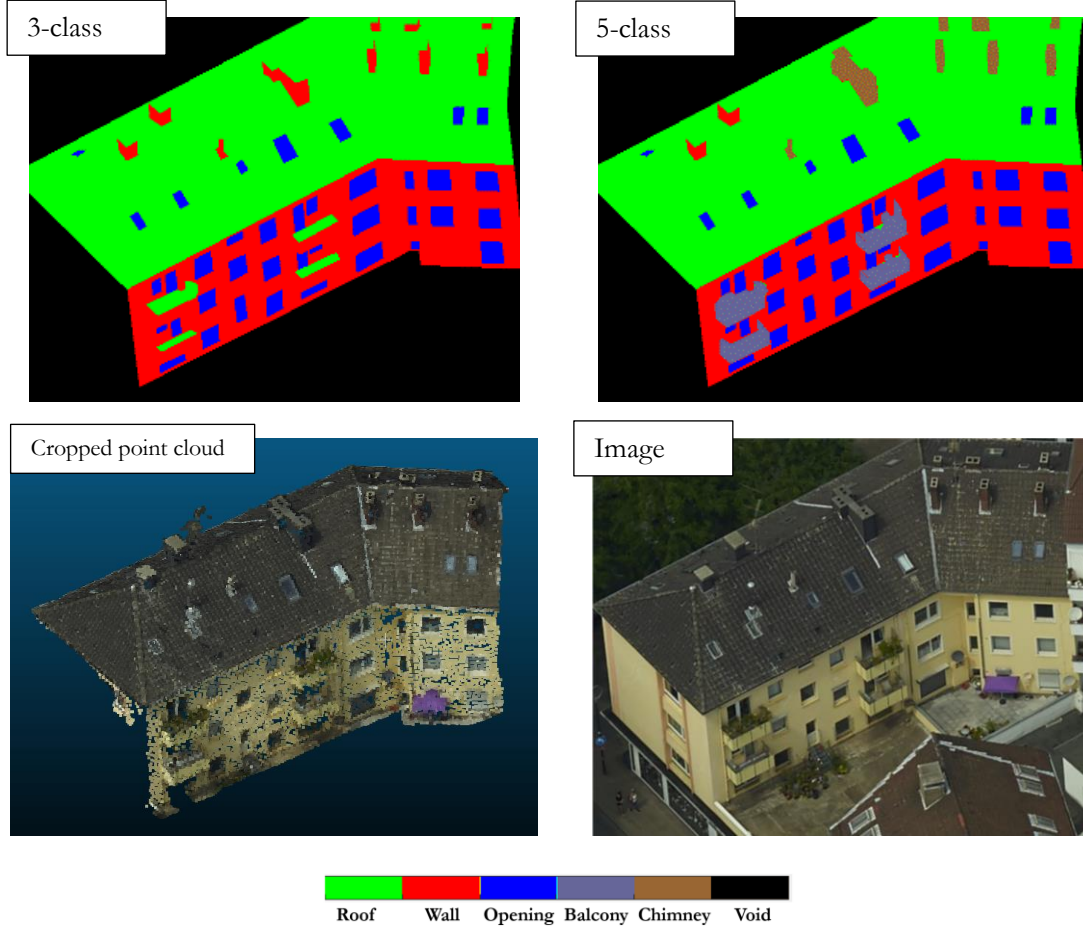 3-class
5-class
Cropped point cloud
Image
Roof Wall Opening Balcony Chimney Void